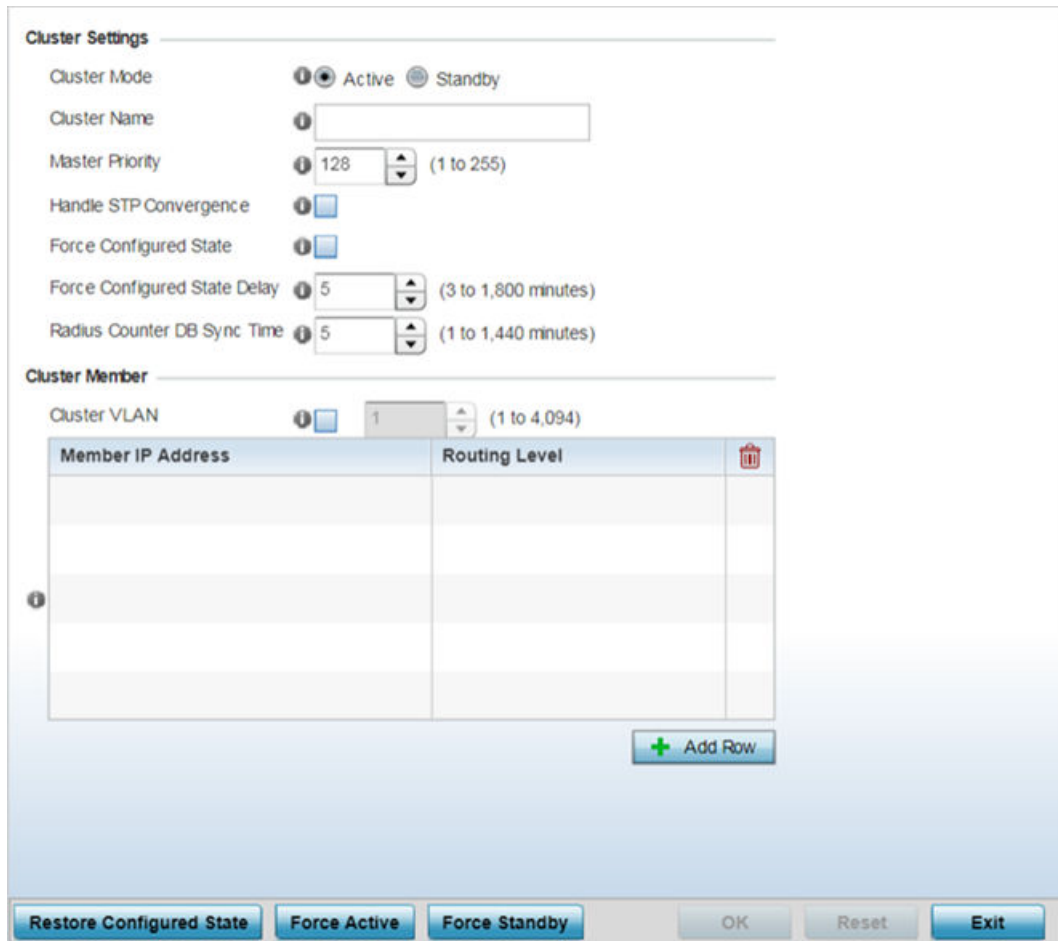 Cluster Settings
Cluster Mode Active Standby
Cluster Name
Master Priority 128 (1 to 255)
Handle STP Convergence
Force Configured State
Force Configured State Delay 5 (3 to 1,800 minutes)
Radius Counter DB Sync Time 5 (1 to 1,440 minutes)
Cluster Member
Cluster VLAN 1 (1 to 4,094)
Member IP Address Routing Level
Add Row
Restore Configured State Force Active Force Standby OK Reset Exit